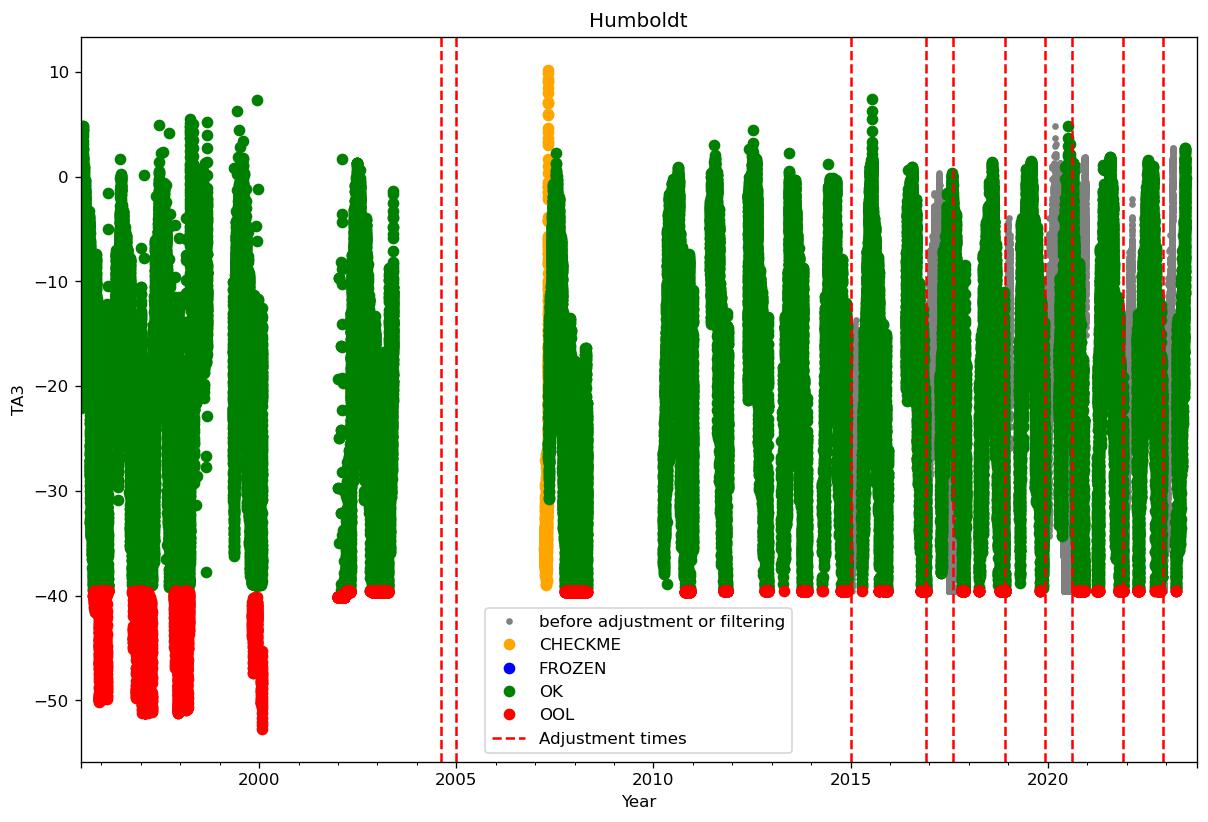 Humboldt
TA3
10
0
−10
−20
−30
−40
−50
before adjustment or filtering
CHECKME
FROZEN
OK
OOL
Adjustment times
2000
2005
2010
2015
2020
Year